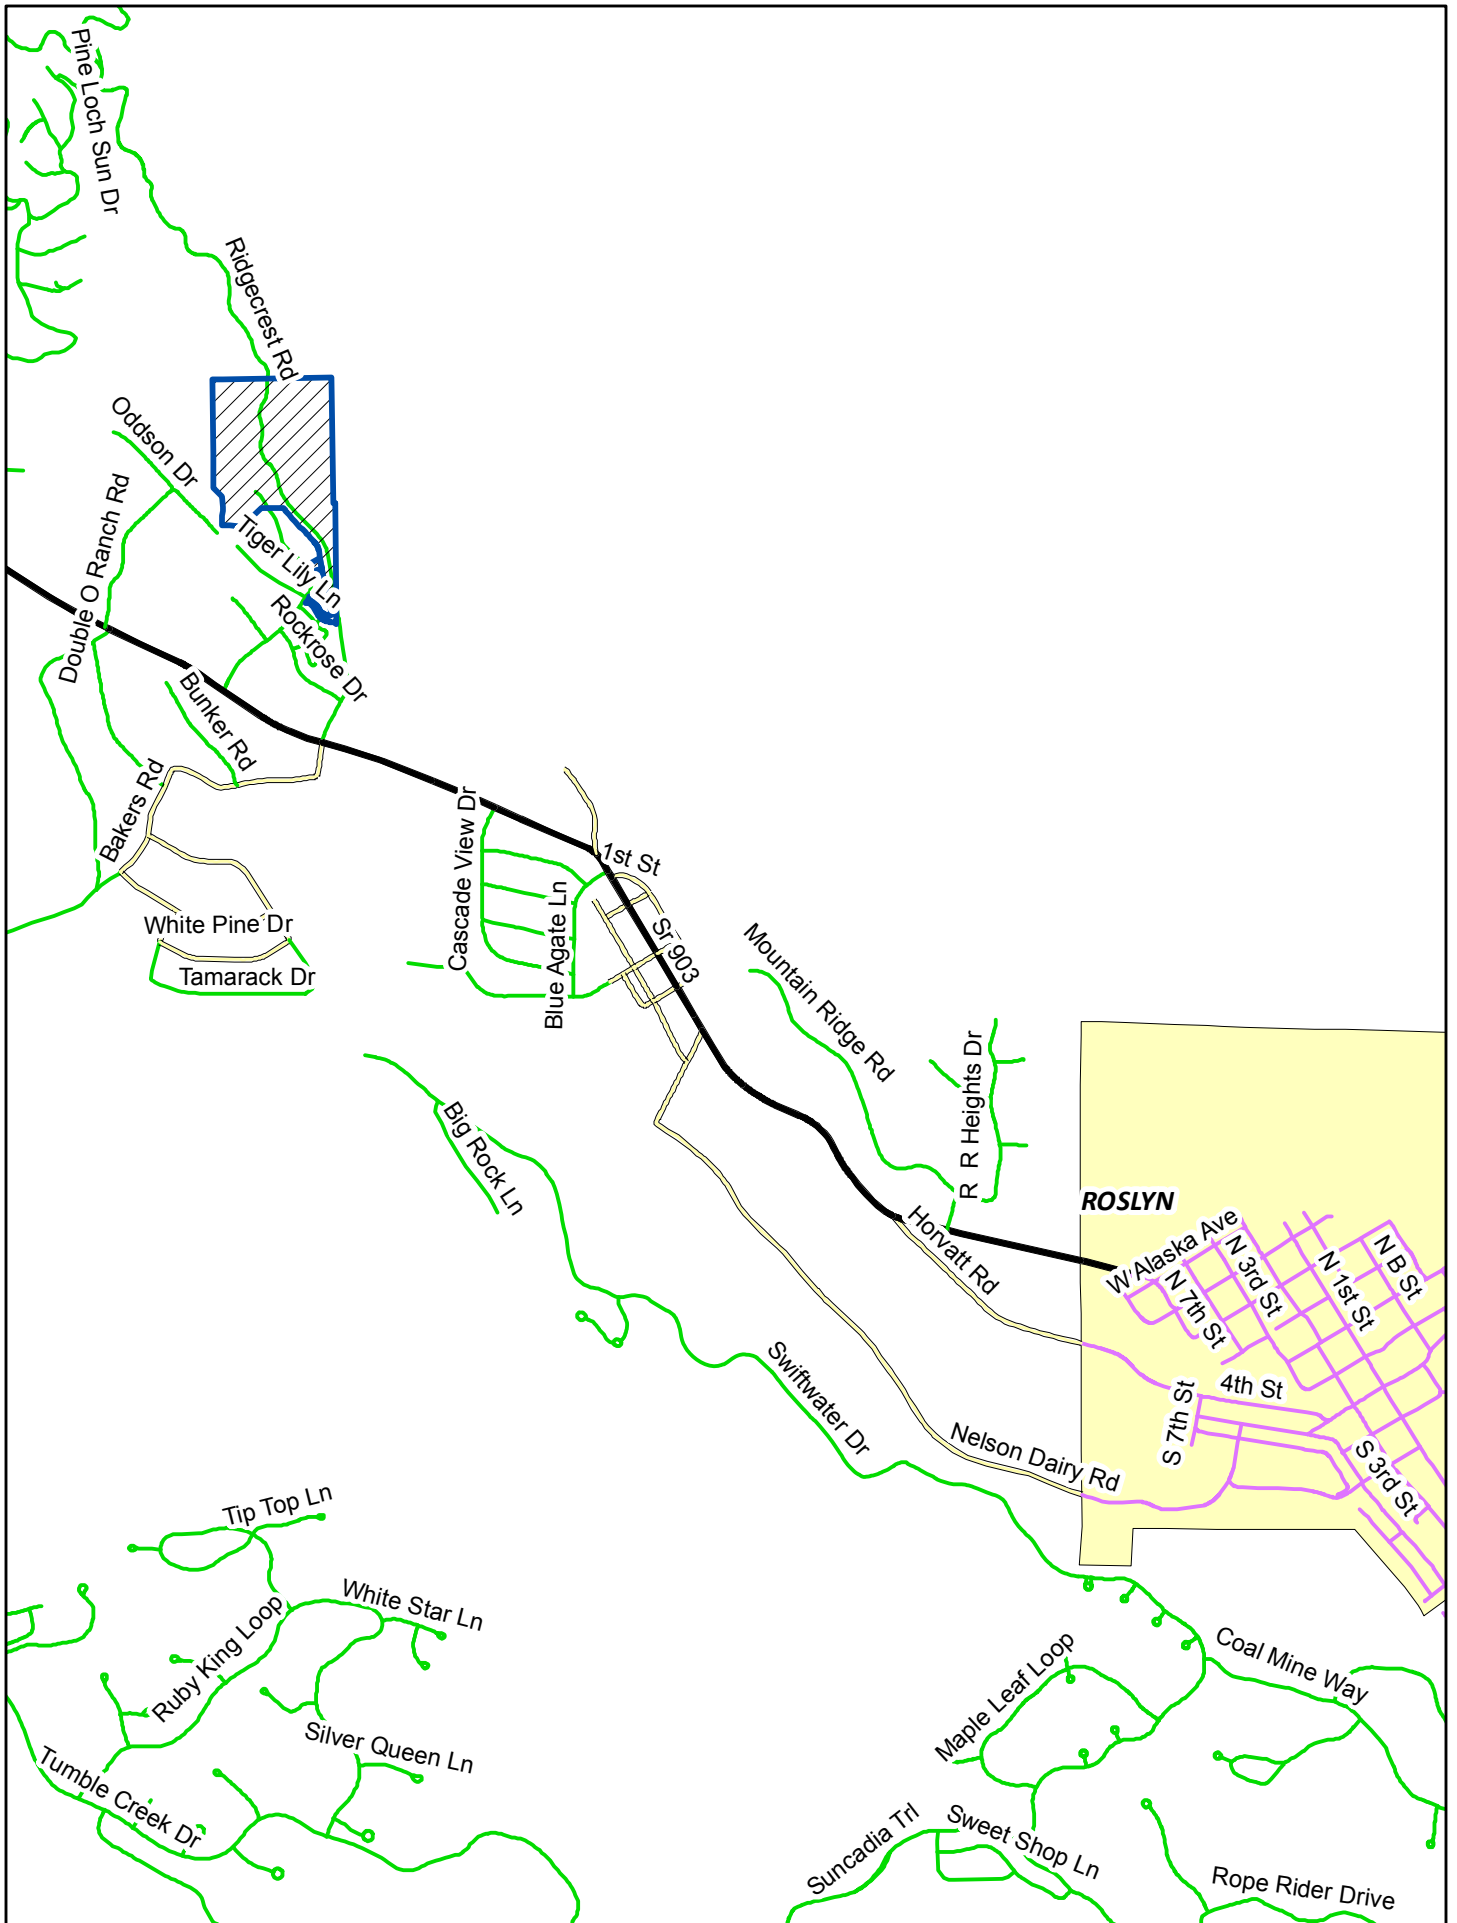 Pine Loch Sun Dr
Ridgecrest Rd
Oddson Dr
Double O Ranch Rd
Tiger Lily Ln
Rockrose Dr
Bunker Rd
Bakers Rd
White Pine Dr
Tamarack Dr
Cascade View Dr
Blue Agate Ln
1st St
Sr 903
Mountain Ridge Rd
R R Heights Dr
Big Rock Ln
Horvatt Rd
ROSLYN
W Alaska Ave
N 7th St
N 3rd St
N 1st St
N B St
4th St
S 7th St
S 3rd St
Swiftwater Dr
Nelson Dairy Rd
Tip Top Ln
White Star Ln
Ruby King Loop
Silver Queen Ln
Tumble Creek Dr
Maple Leaf Loop
Coal Mine Way
Suncadia Trl
Sweet Shop Ln
Rope Rider Drive